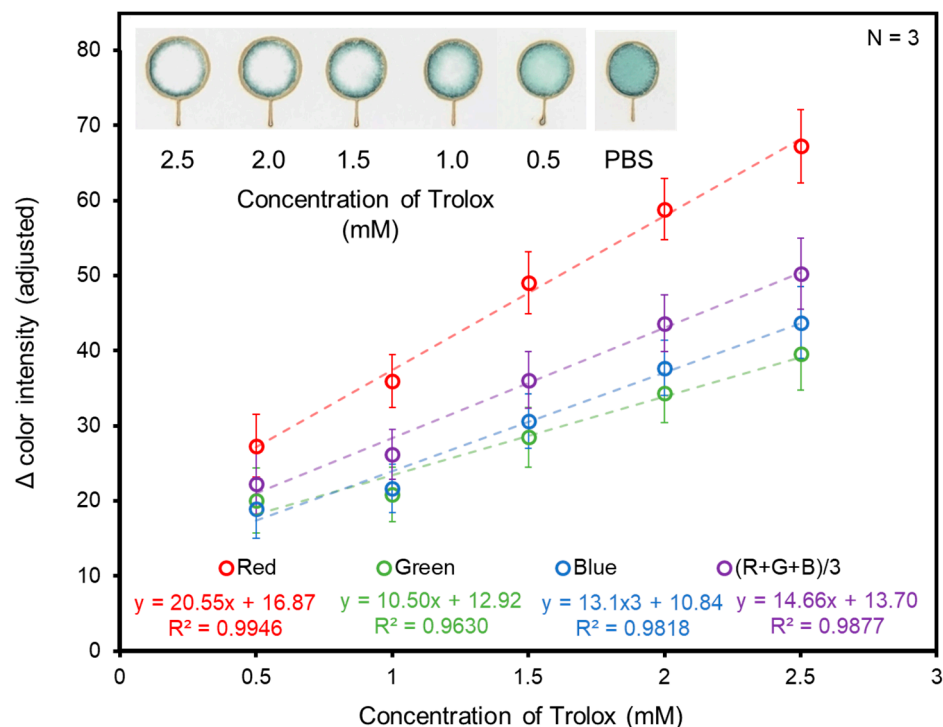 N = 3
80
70
60
50
40
30
20
10
0
Δ color intensity (adjusted)
2.5 2.0 1.5 1.0 0.5 PBS
Concentration of Trolox
(mM)
Red Green Blue (R+G+B)/3
y = 20.55x + 16.87 y = 10.50x + 12.92 y = 13.1x3 + 10.84 y = 14.66x + 13.70
R² = 0.9946 R² = 0.9630 R² = 0.9818 R² = 0.9877
0 0.5 1 1.5 2 2.5 3
Concentration of Trolox (mM)